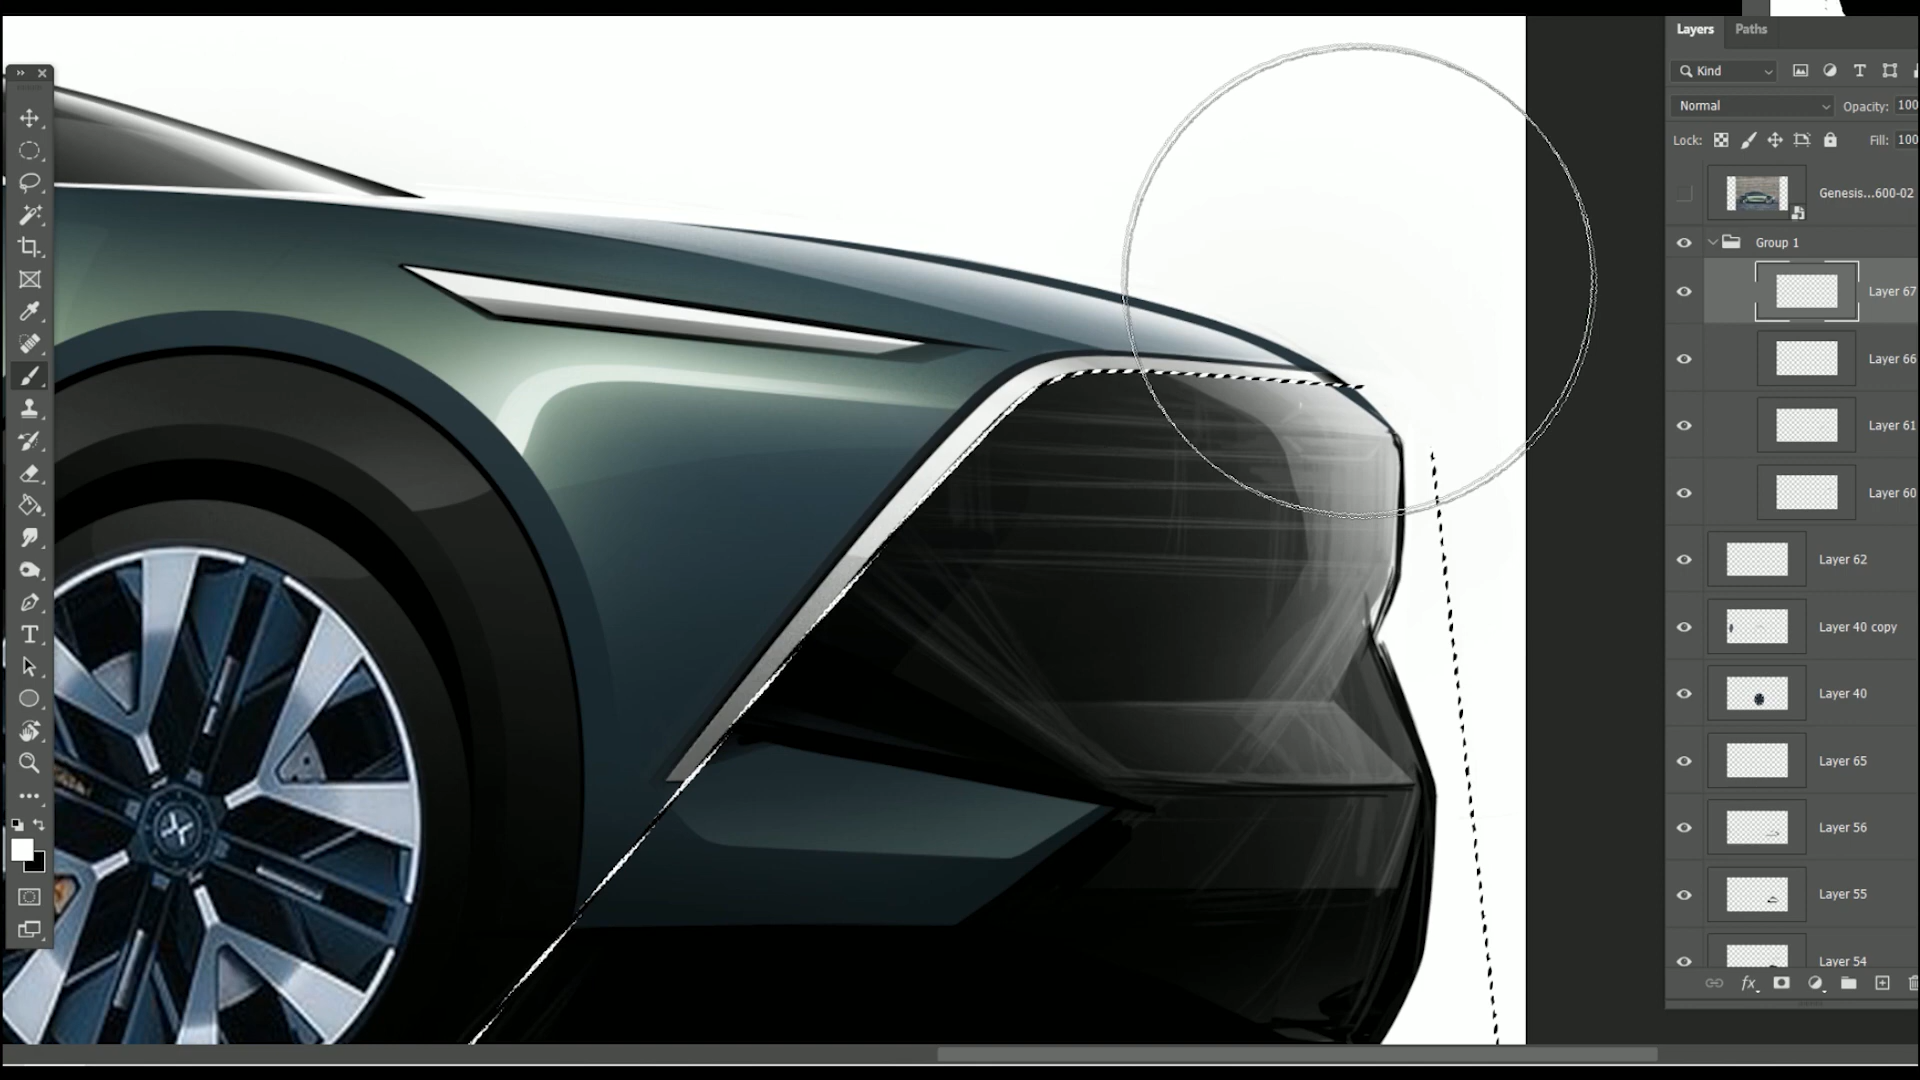 Layers
Paths
Kind
Normal
Opacity: 100
Lock:
Fill: 100
Genesis...600-02
Group 1
Layer 67
Layer 66
Layer 61
Layer 60
Layer 62
Layer 40 copy
Layer 40
Layer 65
Layer 56
Layer 55
Layer 54
fx